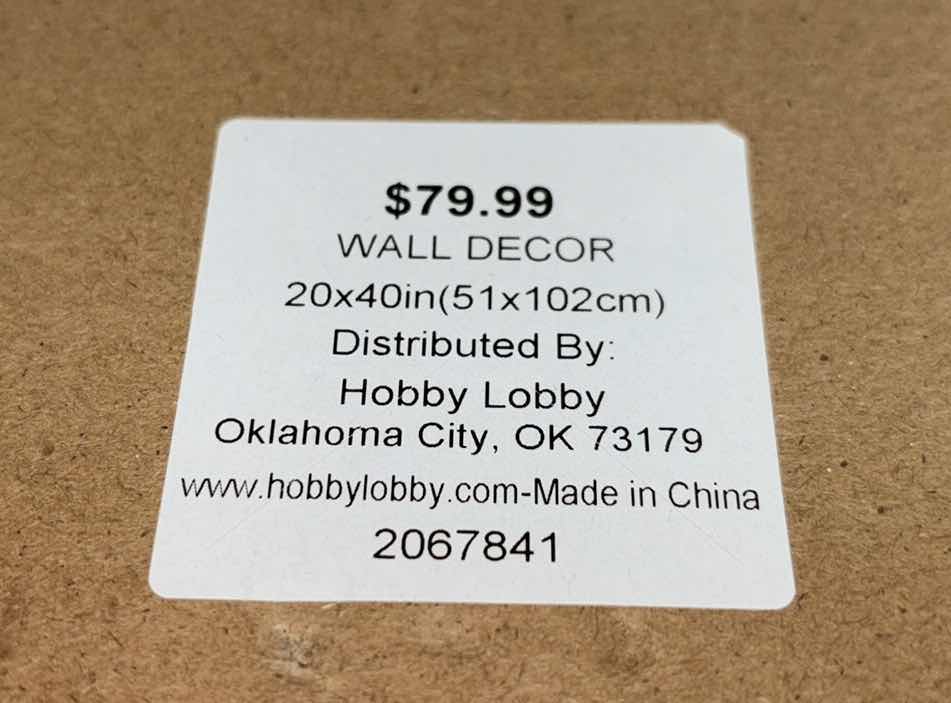 $79.99
WALL DECOR
20x40in(51x102cm)
Distributed By:
Hobby Lobby
Oklahoma City, OK 73179
www.hobbylobby.com-Made in China
2067841